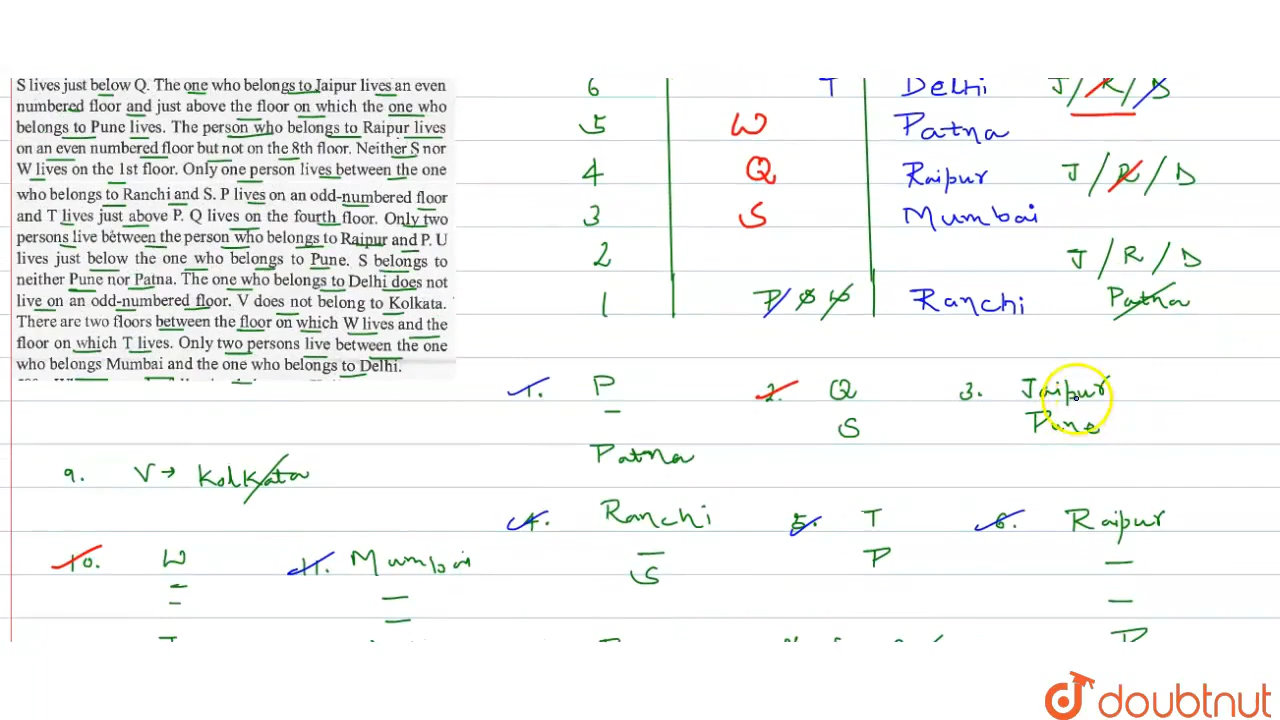 S lives just below Q. The one who belongs to Jaipur lives an even
numbered floor and just above the floor on which the one who
belongs to Pune lives. The person who belongs to Raipur lives
on an even numbered floor but not on the 8th floor. Neither S nor
W lives on the 1st floor. Only one person lives between the one
who belongs to Ranchi and S. P lives on an odd-numbered floor
and T lives just above P. Q lives on the fourth floor. Only two
persons live between the person who belongs to Raipur and P. U
lives just below the one who belongs to Pune. S belongs to
neither Pune nor Patna. The one who belongs to Delhi does not
live on an odd-numbered floor. V does not belong to Kolkata.
There are two floors between the floor on which W lives and the
floor on which T lives. Only two persons live between the one
who belongs Mumbai and the one who belongs to Delhi.
6 T Delhi J/R/D
5 W Patna
4 Q Raipur J/R/D
3 S Mumbai
2 J/R/D
1 P/S/W Ranchi Patna
1. P
Patna
2. Q
S
3. Jaipur
Pune
9. V→ Kolkata
4. Ranchi
S
5. T
P
6. Raipur
P
10. W
T
11. Mumbai
doubtnut